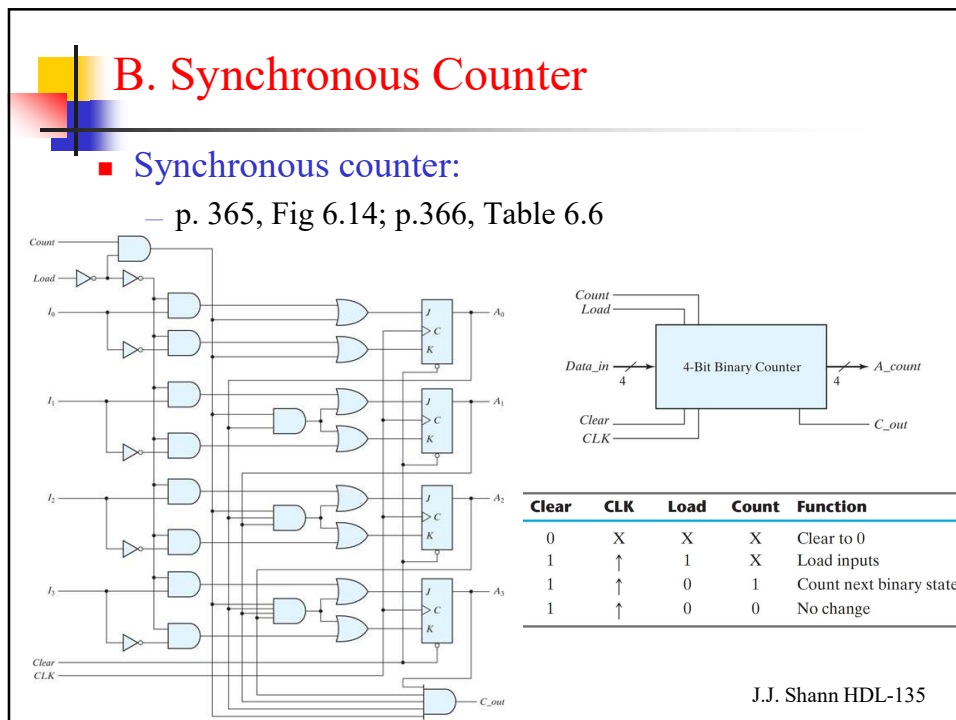 B. Synchronous Counter
Synchronous counter:
— p. 365, Fig 6.14; p.366, Table 6.6
Count
Load
I0
J
C
K
A0
I1
J
C
K
A1
I2
J
C
K
A2
I3
J
C
K
A3
Clear
CLK
C_out
Count
Load
Data_in
4
4-Bit Binary Counter
4
A_count
Clear
CLK
C_out
Clear CLK Load Count Function
0 X X X Clear to 0
1 ↑ 1 X Load inputs
1 ↑ 0 1 Count next binary state
1 ↑ 0 0 No change
J.J. Shann HDL-135